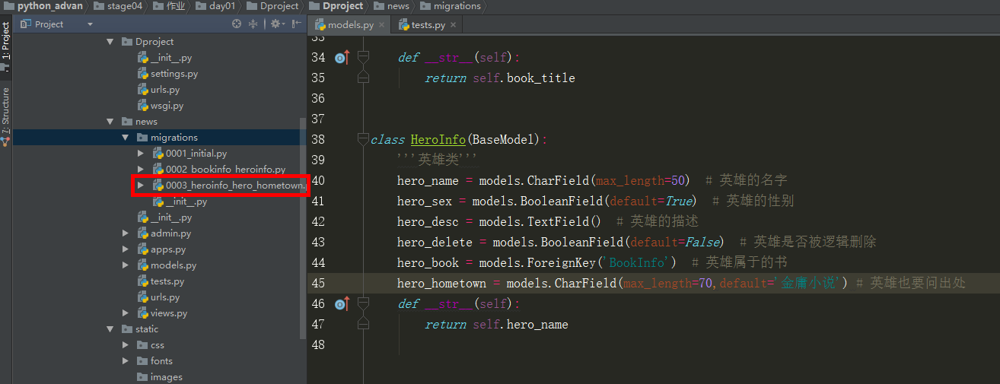 python_advan stage04 作业 day01 Dproject Dproject news migrations
1: Project
7: Structure
Project
Dproject
__init__.py
settings.py
urls.py
wsgi.py
news
migrations
0001_initial.py
0002_bookinfo_heroinfo.py
0003_heroinfo_hero_hometown.
__init__.py
__init__.py
admin.py
apps.py
models.py
tests.py
urls.py
views.py
static
css
fonts
images
models.py tests.py
33
34 def __str__(self):
35 return self.book_title
36
37
38 class HeroInfo(BaseModel):
39 '''英雄类'''
40 hero_name = models.CharField(max_length=50) # 英雄的名字
41 hero_sex = models.BooleanField(default=True) # 英雄的性别
42 hero_desc = models.TextField() # 英雄的描述
43 hero_delete = models.BooleanField(default=False) # 英雄是否被逻辑删除
44 hero_book = models.ForeignKey('BookInfo') # 英雄属于的书
45 hero_hometown = models.CharField(max_length=70,default='金庸小说') # 英雄也要问出处
46 def __str__(self):
47 return self.hero_name
48